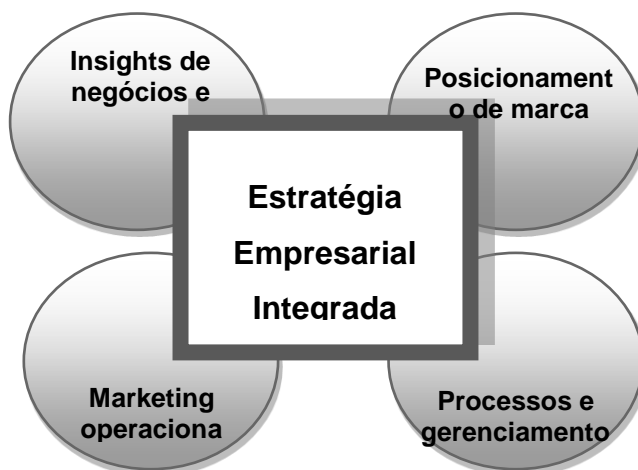 Insights de
negócios e
Posicionament
o de marca
Estratégia
Empresarial
Integrada
Marketing
operaciona
Processos e
gerenciamento